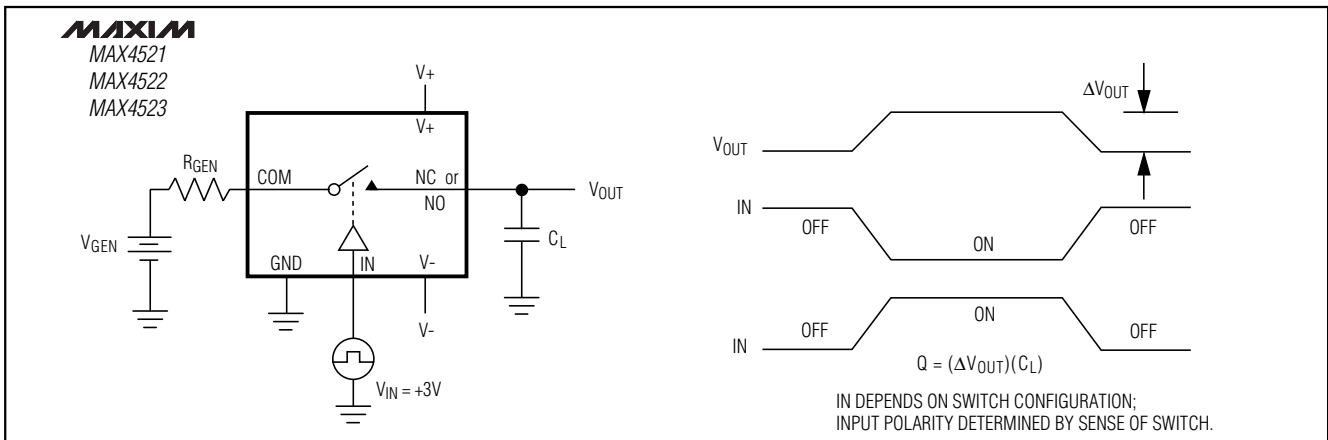 MAXIM
MAX4521
MAX4522
MAX4523
V+
V+
RGEN
COM
NC or
NO
VOUT
VGEN
CL
GND
IN
V-
V-
VIN = +3V
ΔVOUT
VOUT
IN
OFF
ON
OFF
IN
OFF
ON
OFF
Q = (ΔVOUT)(CL)
IN DEPENDS ON SWITCH CONFIGURATION;
INPUT POLARITY DETERMINED BY SENSE OF SWITCH.